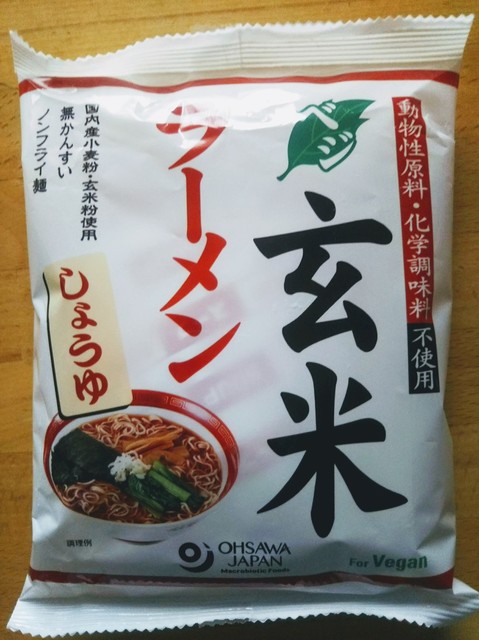 動物性原料・化学調味料不使用
ベジ
玄米
ラーメン
国内産小麦粉・玄米粉使用
無かんすい
ノンフライ麺
しょうゆ
調理例
OHSAWA
JAPAN
Macrobiotic Foods
For Vegan